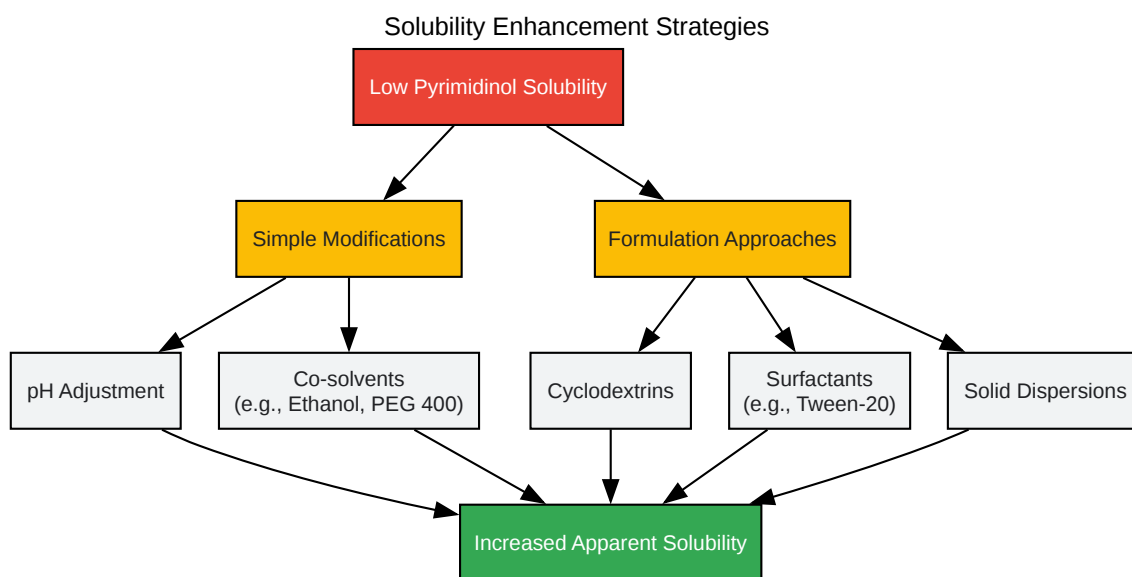 Solubility Enhancement Strategies
Low Pyrimidinol Solubility
Simple Modifications
Formulation Approaches
pH Adjustment
Co-solvents
(e.g., Ethanol, PEG 400)
Cyclodextrins
Surfactants
(e.g., Tween-20)
Solid Dispersions
Increased Apparent Solubility